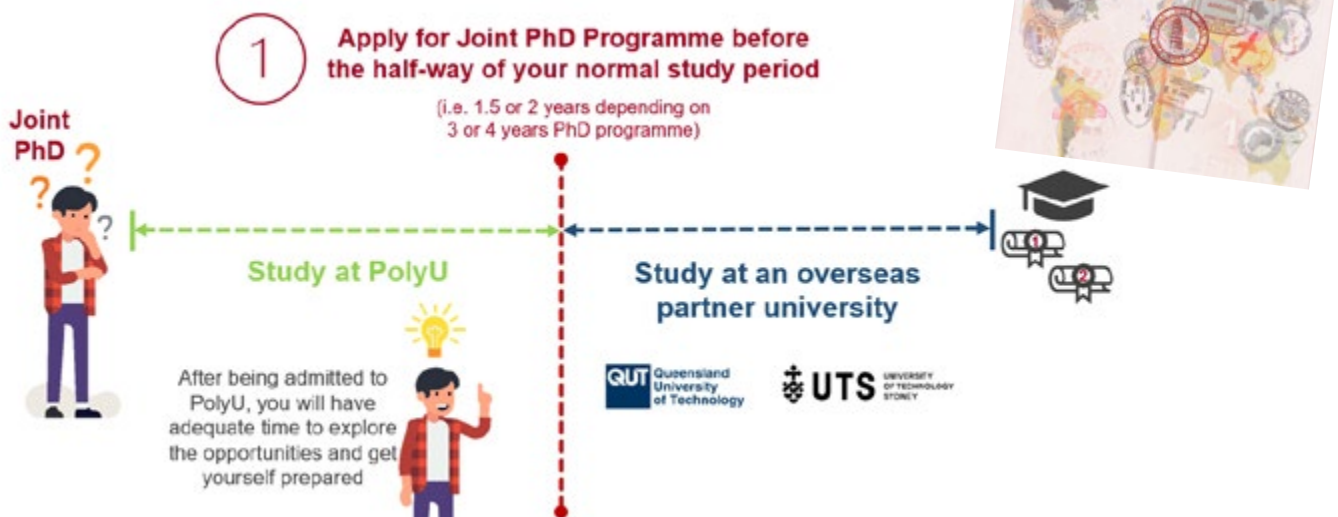 1
Apply for Joint PhD Programme before
the half-way of your normal study period
(i.e. 1.5 or 2 years depending on
3 or 4 years PhD programme)
Joint
PhD
?
?
?
Study at PolyU
Study at an overseas
partner university
1
2
After being admitted to
PolyU, you will have
adequate time to explore
the opportunities and get
yourself prepared
QUT
Queensland
University
of Technology
UTS
UNIVERSITY
OF TECHNOLOGY
SYDNEY